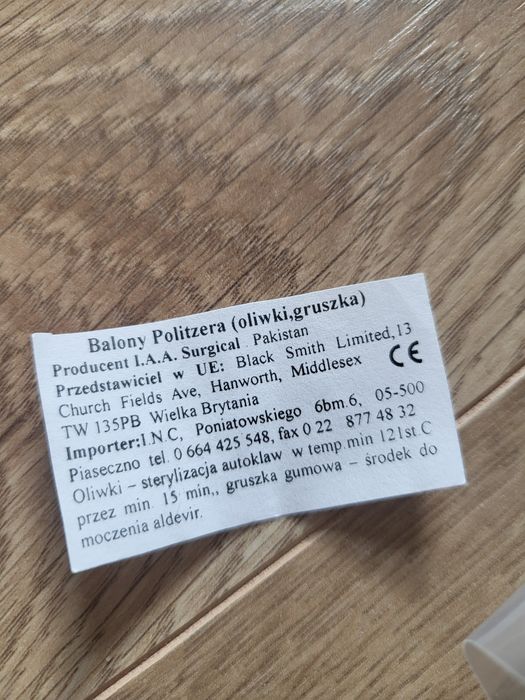 Balony Politzera (oliwki,gruszka)
Producent I.A.A. Surgical Pakistan
Przedstawiciel w UE: Black Smith Limited,13
Church Fields Ave, Hanworth, Middlesex CE
TW 135PB Wielka Brytania
Importer:I.N.C, Poniatowskiego 6bm.6, 05-500
Piaseczno tel. 0 664 425 548, fax 0 22 877 48 32
Oliwki – sterylizacja autoklaw w temp.min 121st.C
przez min. 15 min,, gruszka gumowa – środek do
moczenia aldevir.